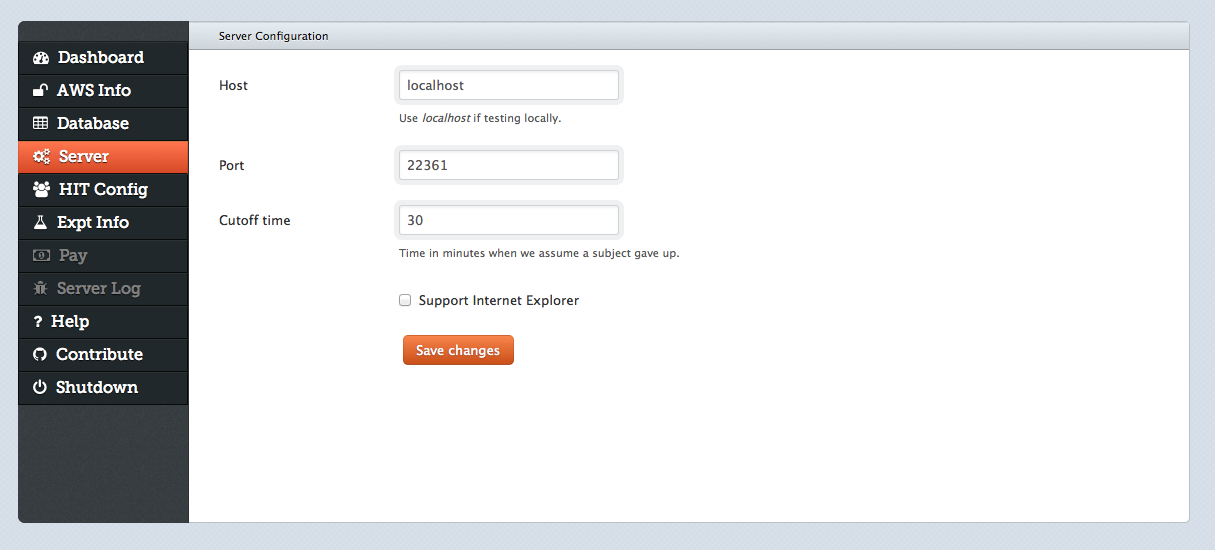 Dashboard
AWS Info
Database
Server
HIT Config
Expt Info
Pay
Server Log
? Help
Contribute
Shutdown
Server Configuration
Host
localhost
Use localhost if testing locally.
Port
22361
Cutoff time
30
Time in minutes when we assume a subject gave up.
Support Internet Explorer
Save changes